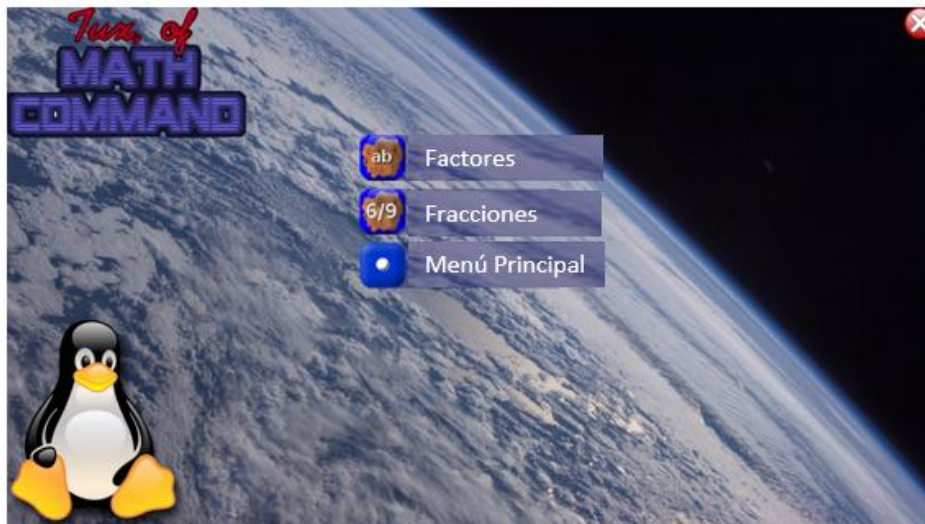 Tux, of
MATH
COMMAND
ab Factores
6/9 Fracciones
Menú Principal